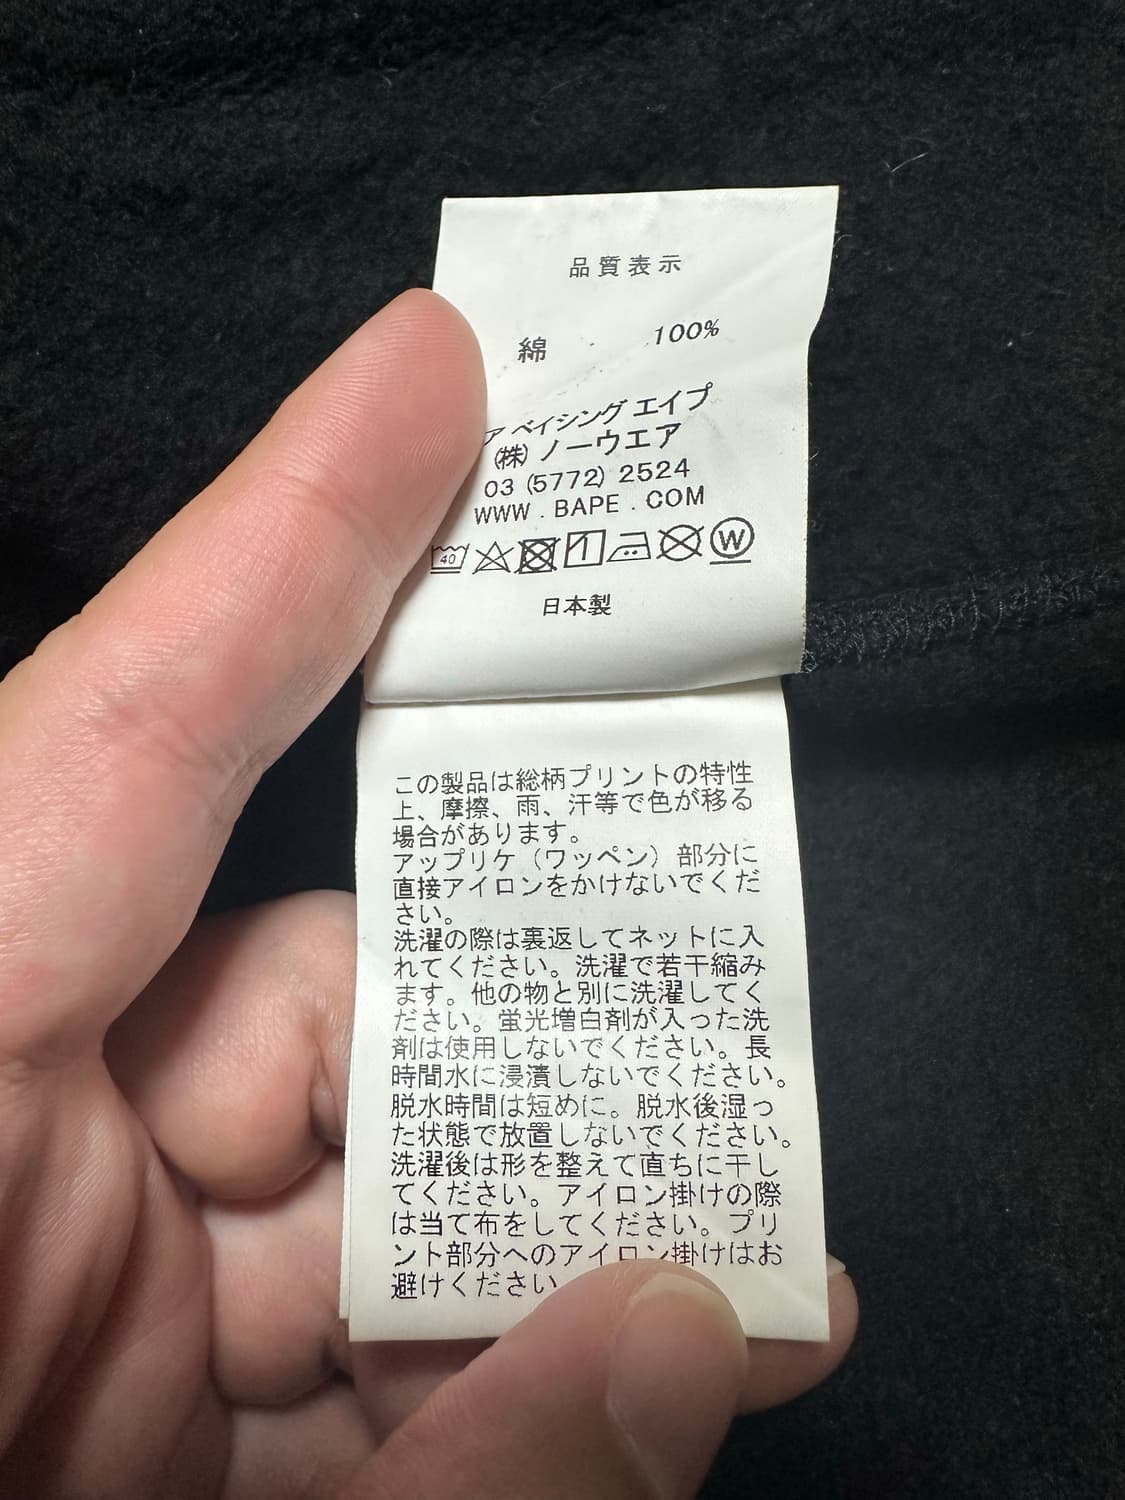 品質表示
綿 100%
ア ベイシング エイプ
(株) ノーウエア
03 (5772) 2524
WWW . BAPE . COM
40 W
日本製
この製品は総柄プリントの特性
上、摩擦、雨、汗等で色が移る
場合があります。
アップリケ（ワッペン）部分に
直接アイロンをかけないでくだ
さい。
洗濯の際は裏返してネットに入
れてください。洗濯で若干縮み
ます。他の物と別に洗濯してく
ださい。蛍光増白剤が入った洗
剤は使用しないでください。長
時間水に浸漬しないでください。
脱水時間は短めに。脱水後湿っ
た状態で放置しないでください。
洗濯後は形を整えて直ちに干し
てください。アイロン掛けの際
は当て布をしてください。プリ
ント部分へのアイロン掛けはお
避けください